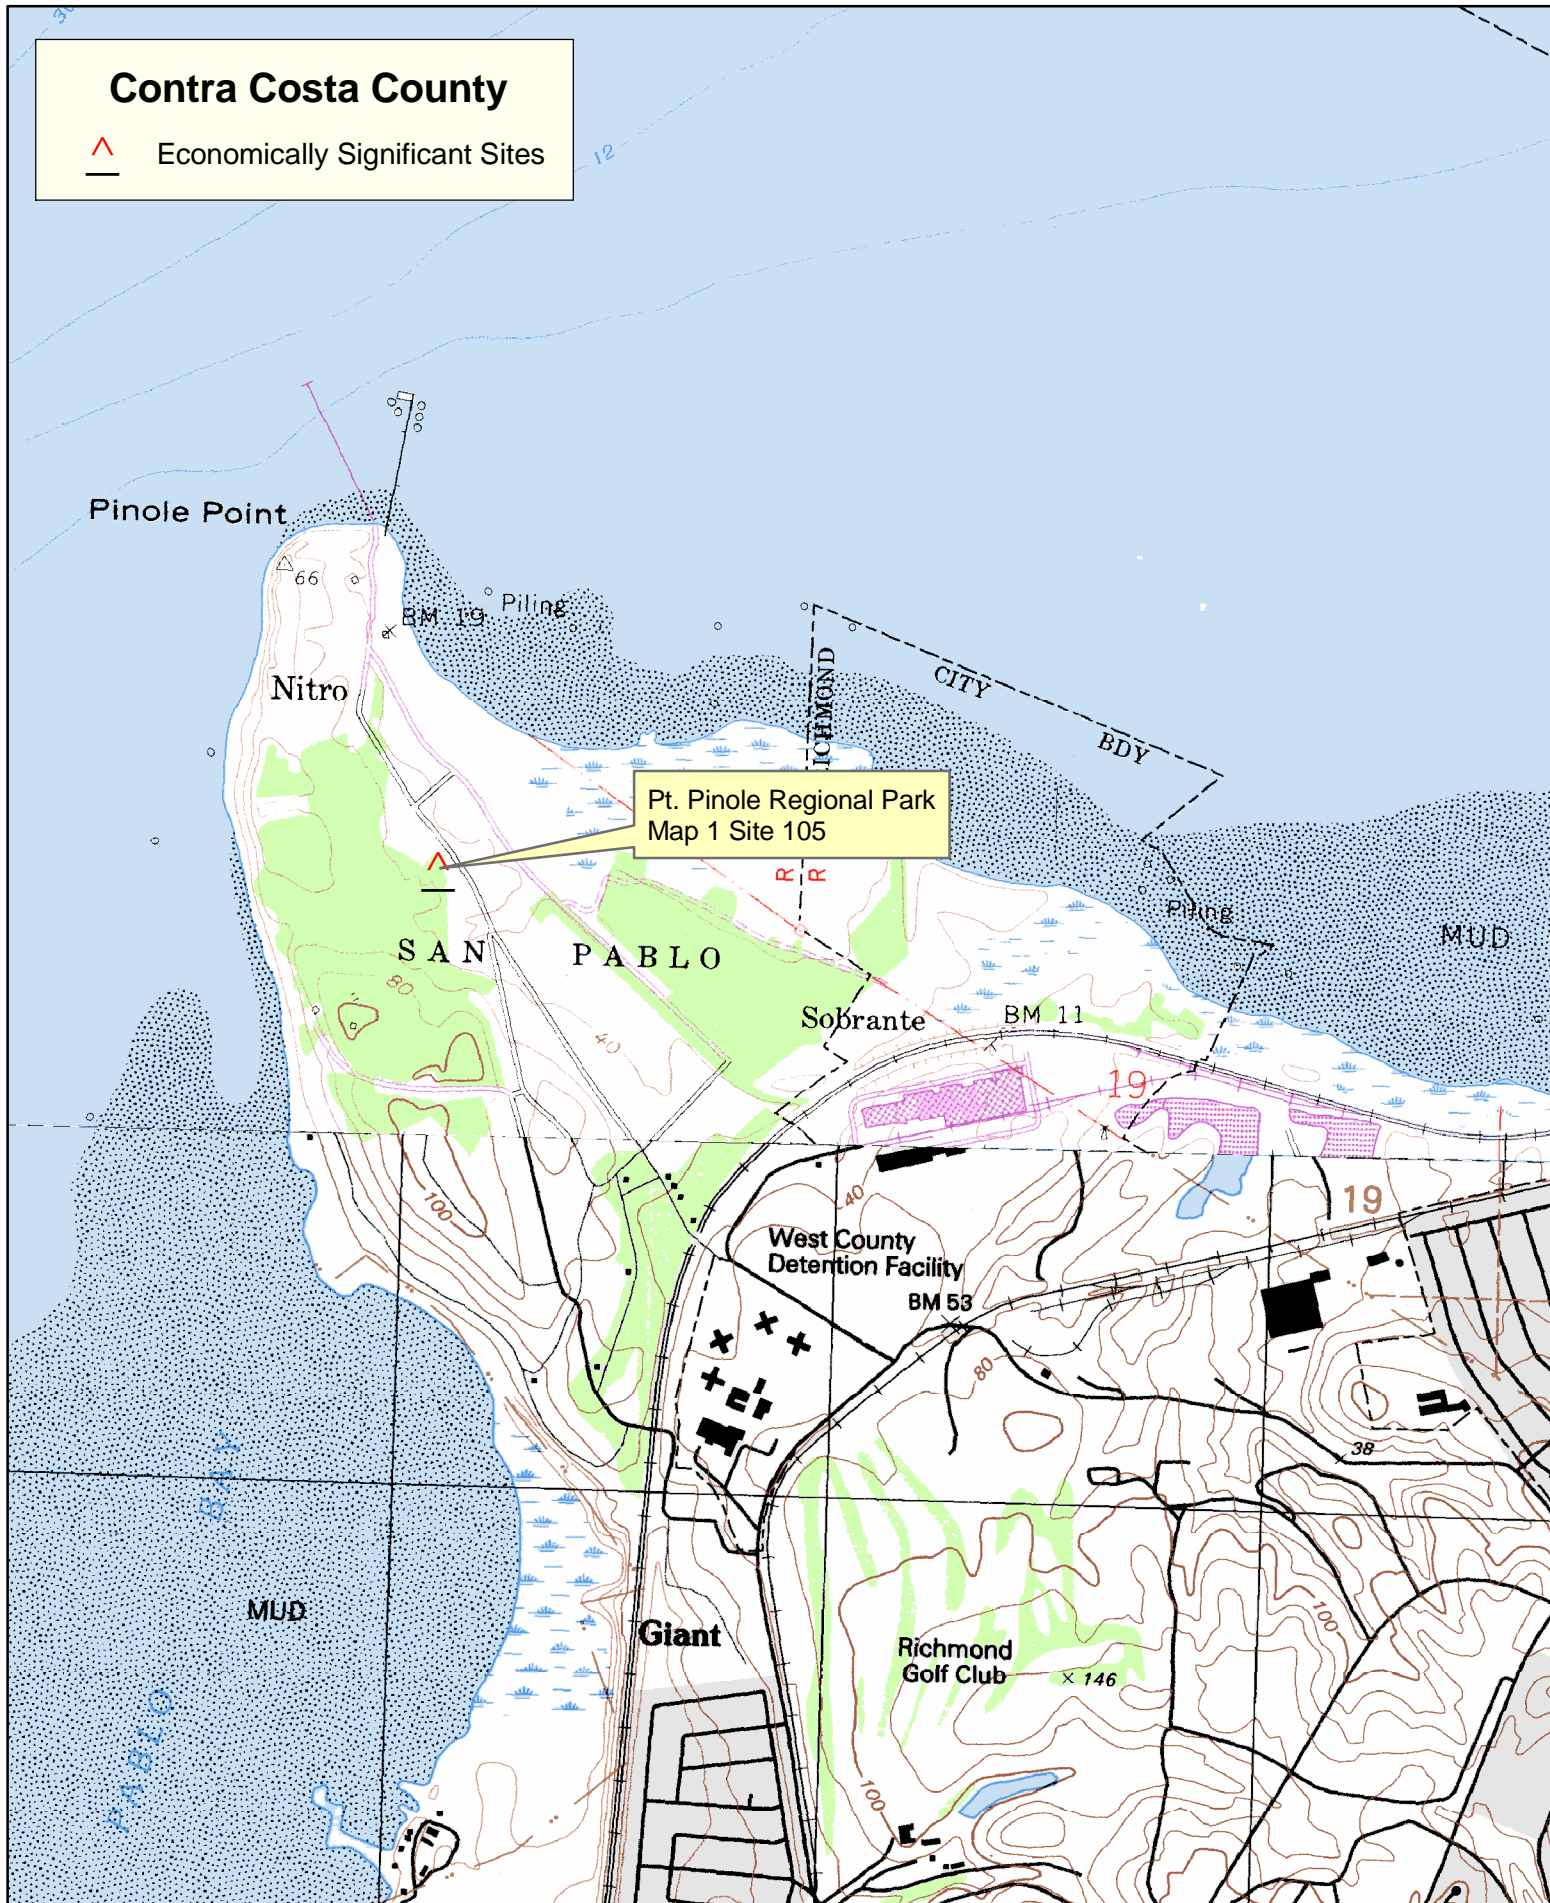 Contra Costa County
Economically Significant Sites
12
Pinole Point
66
BM 19
Piling
Nitro
ICHMOND
CITY
BDY
Pt. Pinole Regional Park
Map 1 Site 105
R R
Piling
MUD
SAN PABLO
80
40
Sobrante
BM 11
19
100
40
19
West County
Detention Facility
BM 53
80
38
BAY
PABLO
MUD
Giant
Richmond
Golf Club
146
100
100